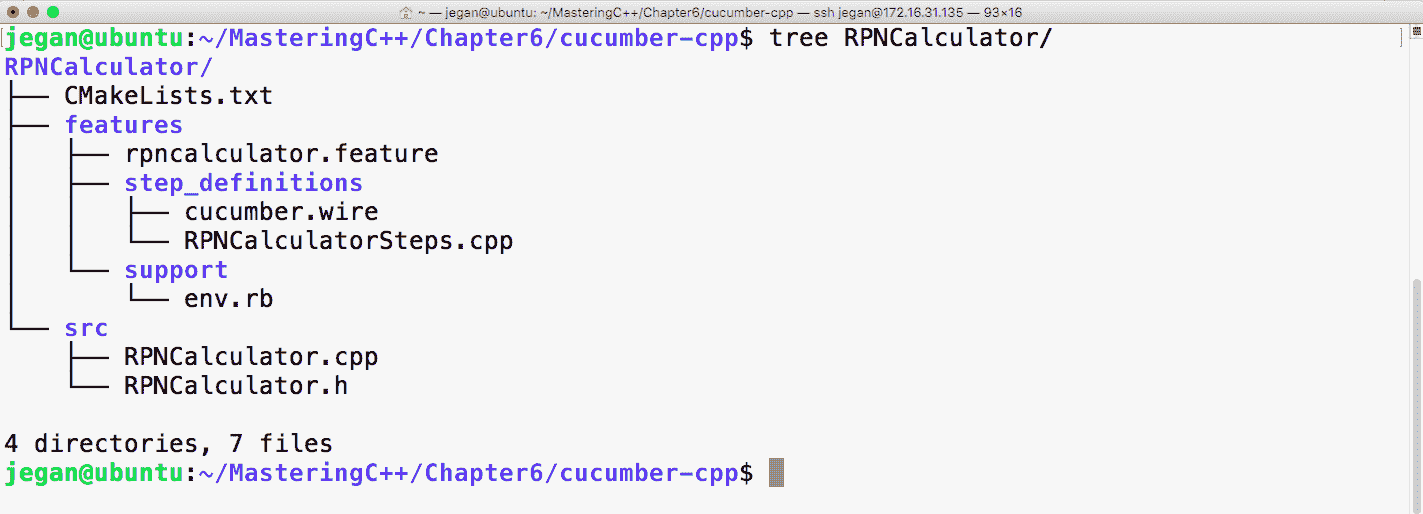 ~ — jegan@ubuntu: ~/MasteringC++/Chapter6/cucumber-cpp — ssh jegan@172.16.31.135 — 93×16
jegan@ubuntu:~/MasteringC++/Chapter6/cucumber-cpp$ tree RPNCalculator/
RPNCalculator/
├── CMakeLists.txt
├── features
│   ├── rpncalculator.feature
│   ├── step_definitions
│   │   ├── cucumber.wire
│   │   └── RPNCalculatorSteps.cpp
│   └── support
│       └── env.rb
└── src
    ├── RPNCalculator.cpp
    └── RPNCalculator.h
4 directories, 7 files
jegan@ubuntu:~/MasteringC++/Chapter6/cucumber-cpp$